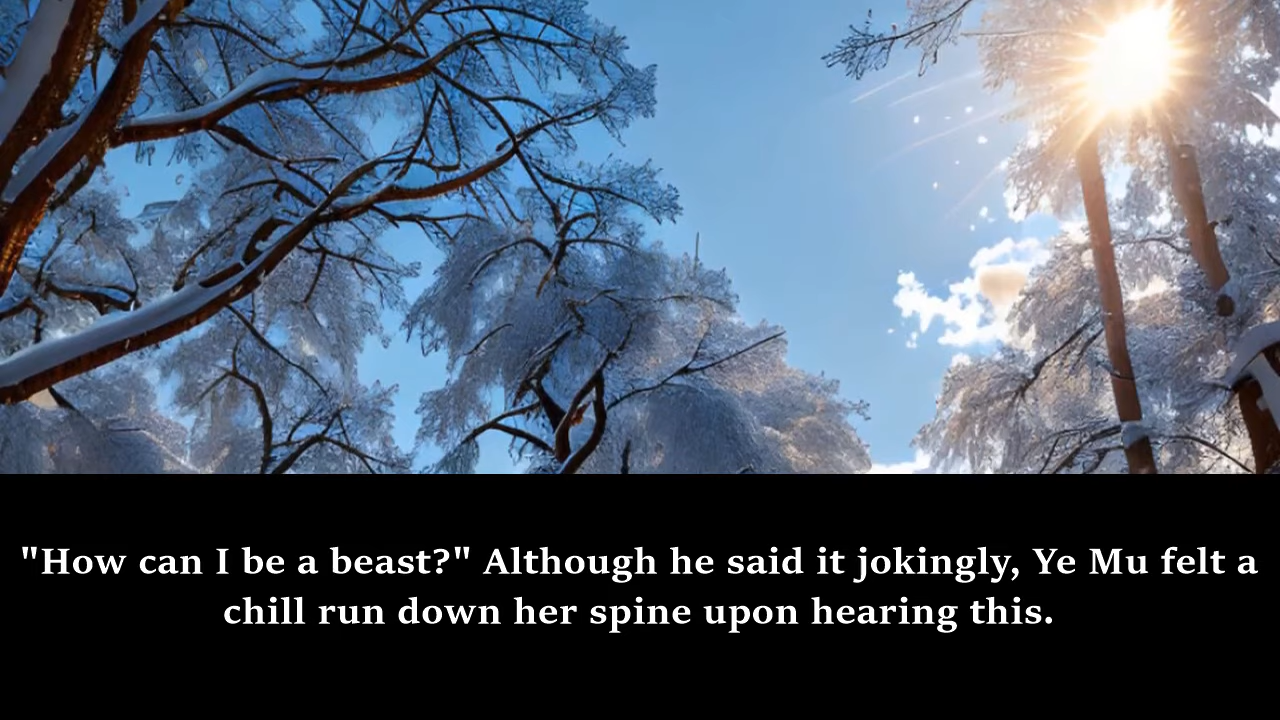 "How can I be a beast?" Although he said it jokingly, Ye Mu felt a
chill run down her spine upon hearing this.